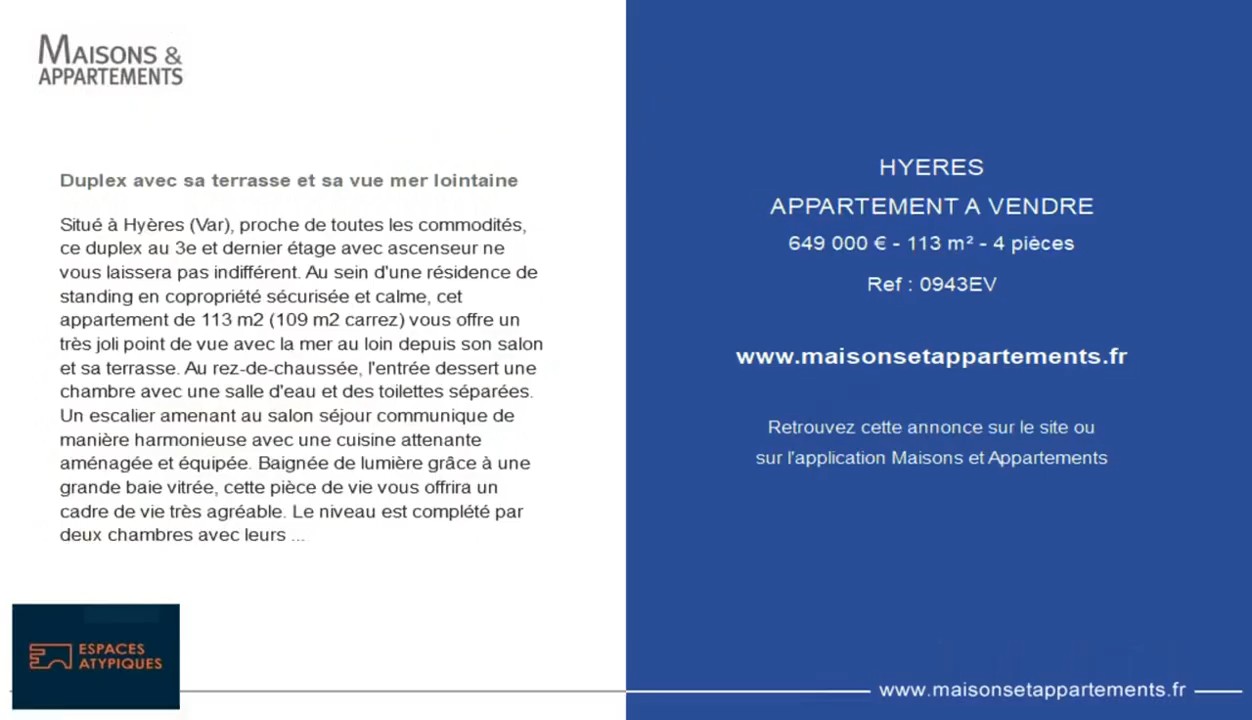 MAISONS &
APPARTEMENTS
Duplex avec sa terrasse et sa vue mer lointaine
Situé à Hyères (Var), proche de toutes les commodités,
ce duplex au 3e et dernier étage avec ascenseur ne
vous laissera pas indifférent. Au sein d'une résidence de
standing en copropriété sécurisée et calme, cet
appartement de 113 m2 (109 m2 carrez) vous offre un
très joli point de vue avec la mer au loin depuis son salon
et sa terrasse. Au rez-de-chaussée, l'entrée dessert une
chambre avec une salle d'eau et des toilettes séparées.
Un escalier amenant au salon séjour communique de
manière harmonieuse avec une cuisine attenante
aménagée et équipée. Baignée de lumière grâce à une
grande baie vitrée, cette pièce de vie vous offrira un
cadre de vie très agréable. Le niveau est complété par
deux chambres avec leurs ...
ESPACES
ATYPIQUES
HYERES
APPARTEMENT A VENDRE
649 000 € - 113 m² - 4 pièces
Ref : 0943EV
www.maisonsetappartements.fr
Retrouvez cette annonce sur le site ou
sur l'application Maisons et Appartements
www.maisonsetappartements.fr